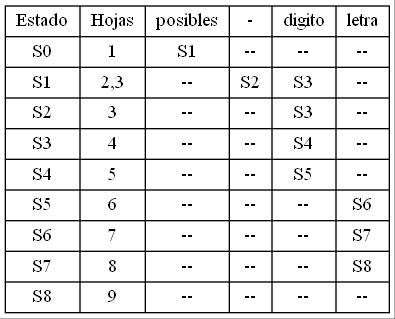 Estado Hojas posibles - digito letra
S0 1 S1 -- -- --
S1 2,3 -- S2 S3 --
S2 3 -- -- S3 --
S3 4 -- -- S4 --
S4 5 -- -- S5 --
S5 6 -- -- -- S6
S6 7 -- -- -- S7
S7 8 -- -- -- S8
S8 9 -- -- -- --